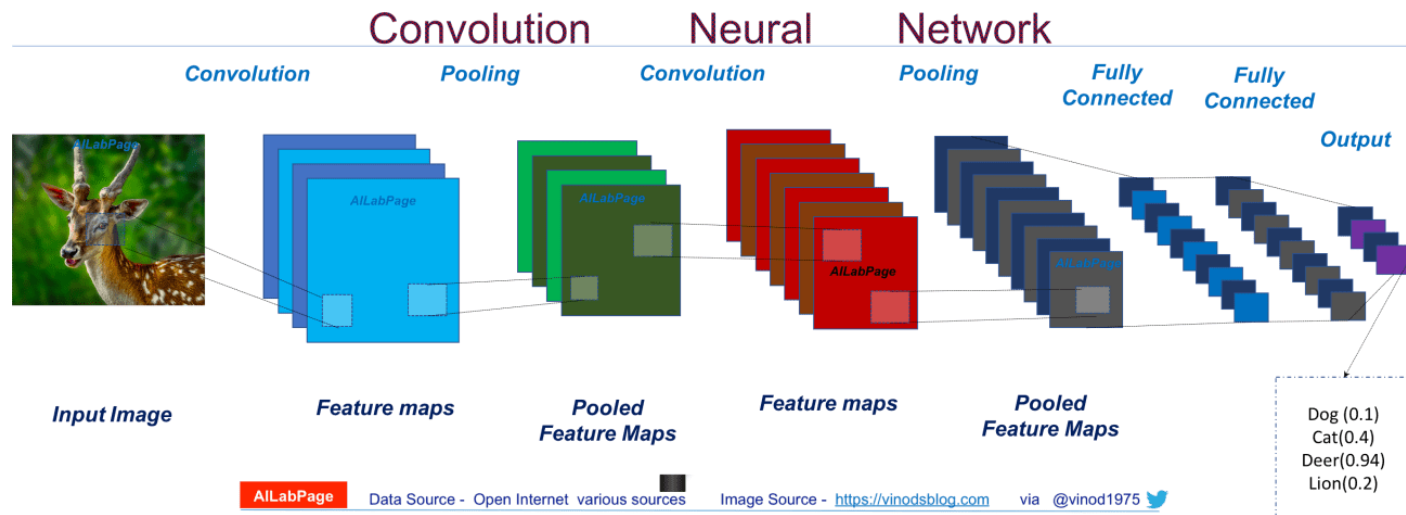 Convolution Neural Network
Convolution Pooling Convolution Pooling Fully Connected Fully Connected Output
AILabPage
AILabPage
AILabPage
AILabPage
AILabPage
Input Image
Feature maps
Pooled Feature Maps
Feature maps
Pooled Feature Maps
Dog (0.1)
Cat(0.4)
Deer(0.94)
Lion(0.2)
AILabPage Data Source - Open Internet various sources Image Source - https://vinodsblog.com via @vinod1975